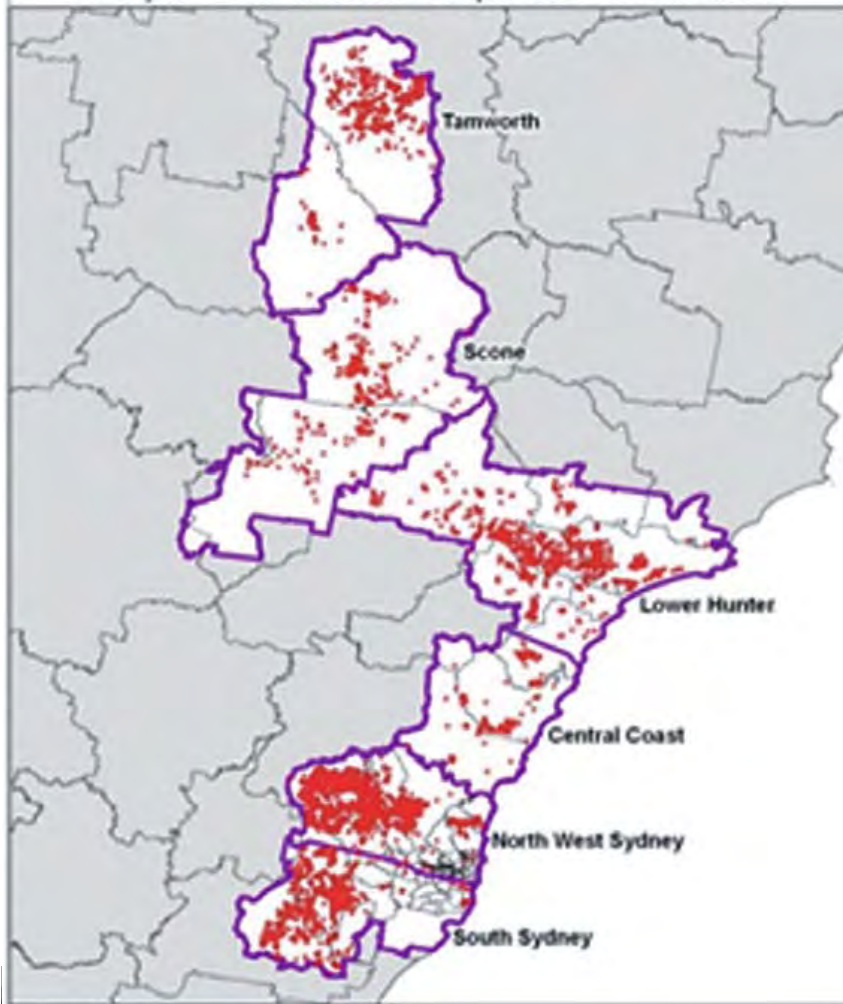 Tamworth
Scone
Lower Hunter
Central Coast
North West Sydney
South Sydney